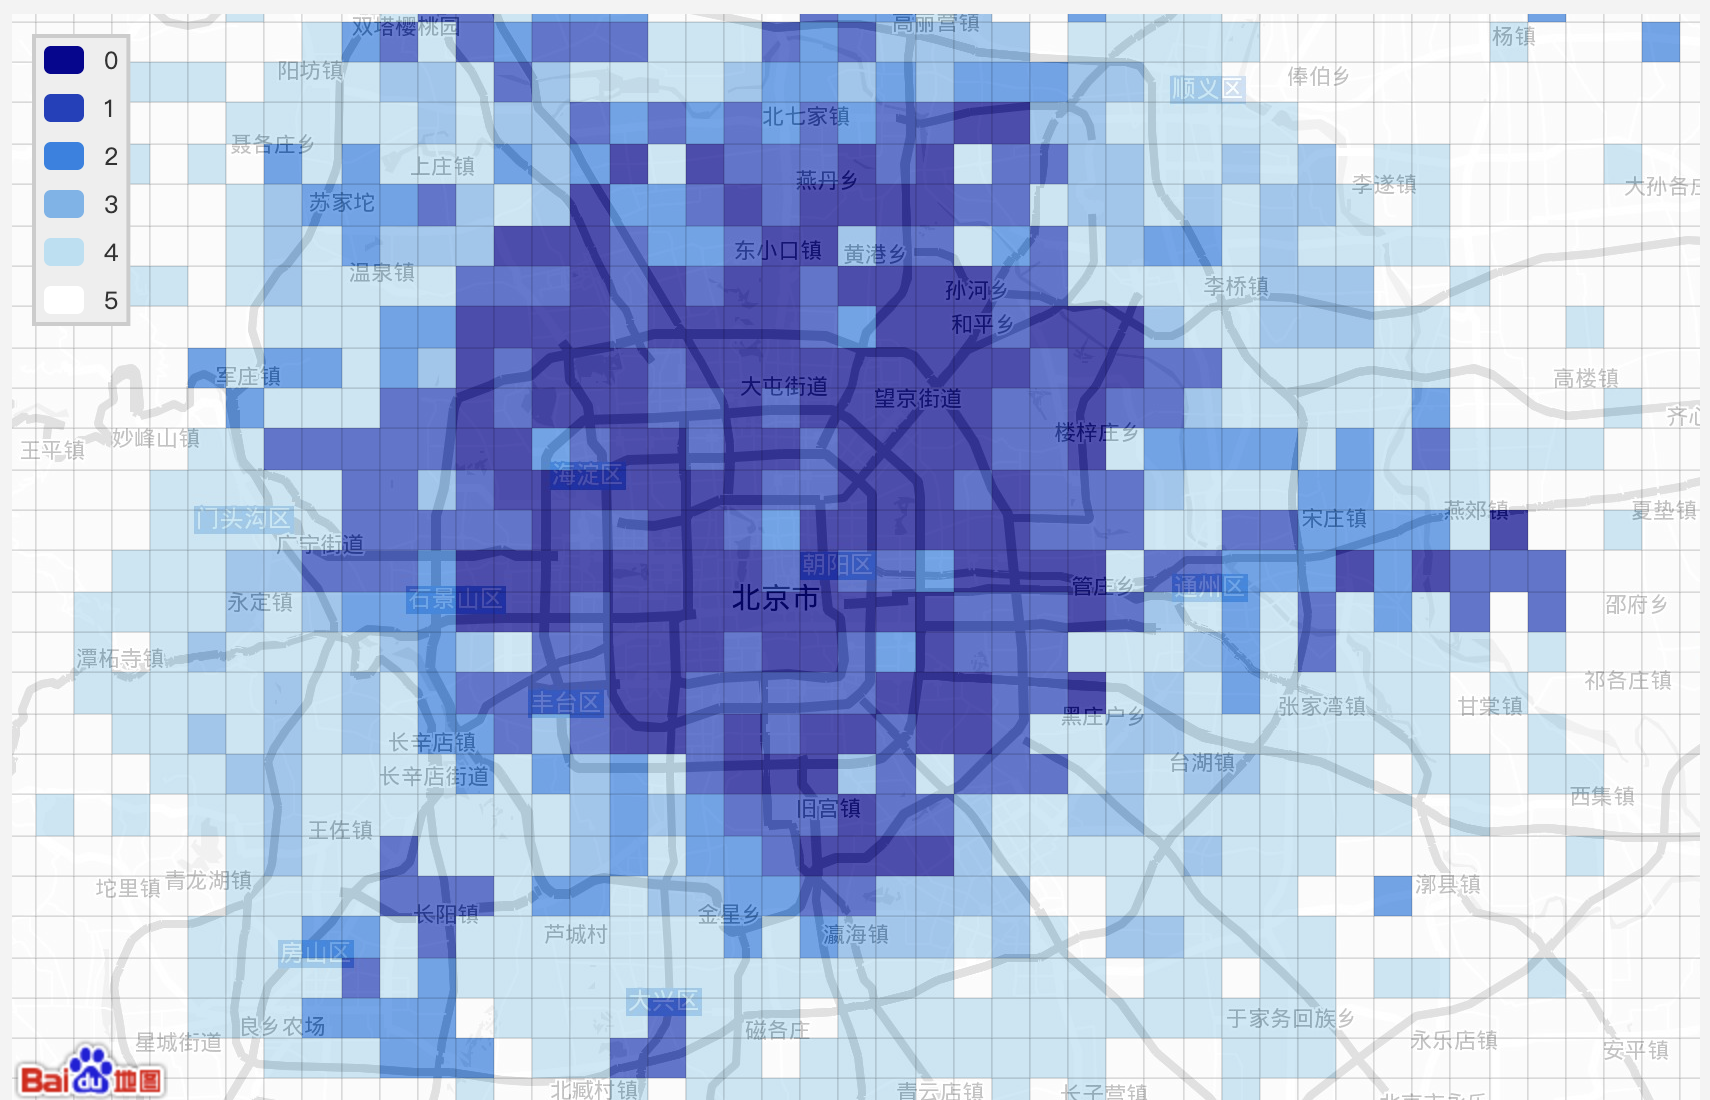 双塔樱桃园
高丽营镇
杨镇
0
阳坊镇
俸伯乡
顺义区
1
北七家镇
聂各庄乡
2
上庄镇
燕丹乡
李遂镇
大孙各庄
3
苏家坨
4
东小口镇
黄港乡
温泉镇
孙河乡
李桥镇
5
和平乡
军庄镇
大屯街道
高楼镇
望京街道
齐心
妙峰山镇
楼梓庄乡
王平镇
海淀区
门头沟区
宋庄镇
燕郊镇
夏垫镇
广宁街道
朝阳区
管庄乡
通州区
石景山区
北京市
永定镇
邵府乡
潭柘寺镇
祁各庄镇
丰台区
黑庄户乡
张家湾镇
甘棠镇
长辛店镇
台湖镇
长辛店街道
西集镇
旧宫镇
王佐镇
坨里镇
青龙湖镇
漷县镇
长阳镇
金星乡
芦城村
瀛海镇
房山区
大兴区
良乡农场
磁各庄
于家务回族乡
星城街道
永乐店镇
安平镇
Baidu地图
北臧村镇
青云店镇
长子营镇